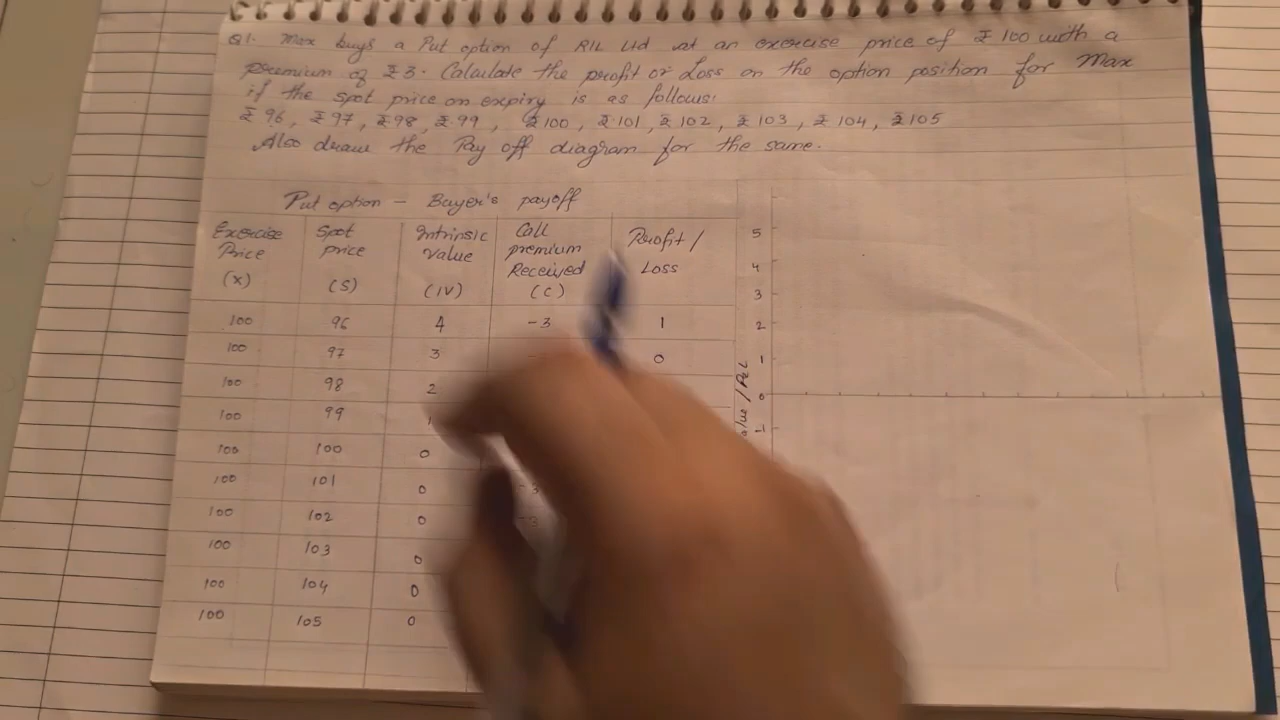 Q1. Max buys a Put option of RIL Ltd at an exercise price of ₹100 with a
premium of ₹3. Calculate the profit or Loss on the option position for Max
if the spot price on expiry is as follows:
₹96, ₹97, ₹98, ₹99, ₹100, ₹101, ₹102, ₹103, ₹104, ₹105
Also draw the Pay off diagram for the same.
Put option – Buyer's payoff
Exercise Price (X) Spot price (S) Intrinsic value (IV) Call premium Received (C) Profit / Loss
100 96 4 -3 1
100 97 3 0
100 98 2
100 99
100 100 0
100 101 0 -3
100 102 0 -3
100 103 0
100 104 0
100 105 0
5
4
3
2
1
0
-1